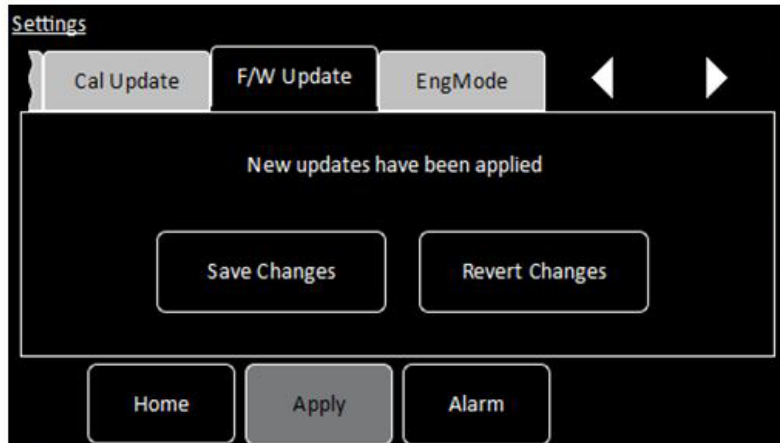 Settings
Cal Update F/W Update EngMode
New updates have been applied
Save Changes Revert Changes
Home Apply Alarm